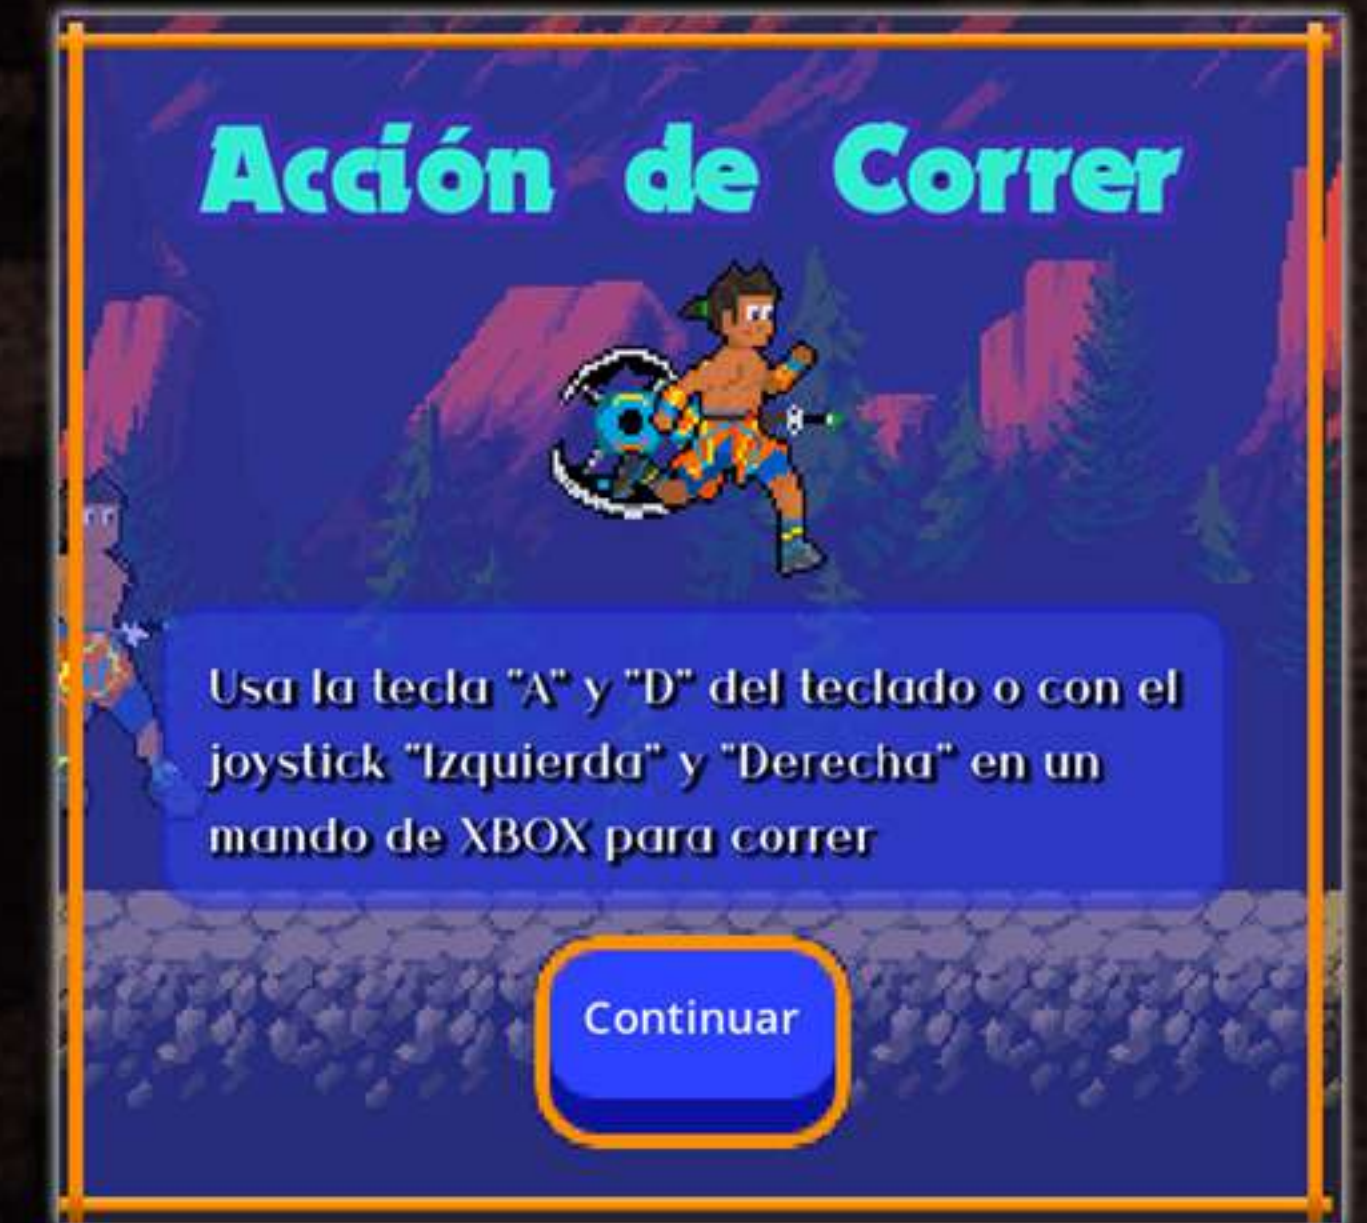 Acción de Correr
Usa la tecla "A" y "D" del teclado o con el
joystick "Izquierda" y "Derecha" en un
mando de XBOX para correr
Continuar